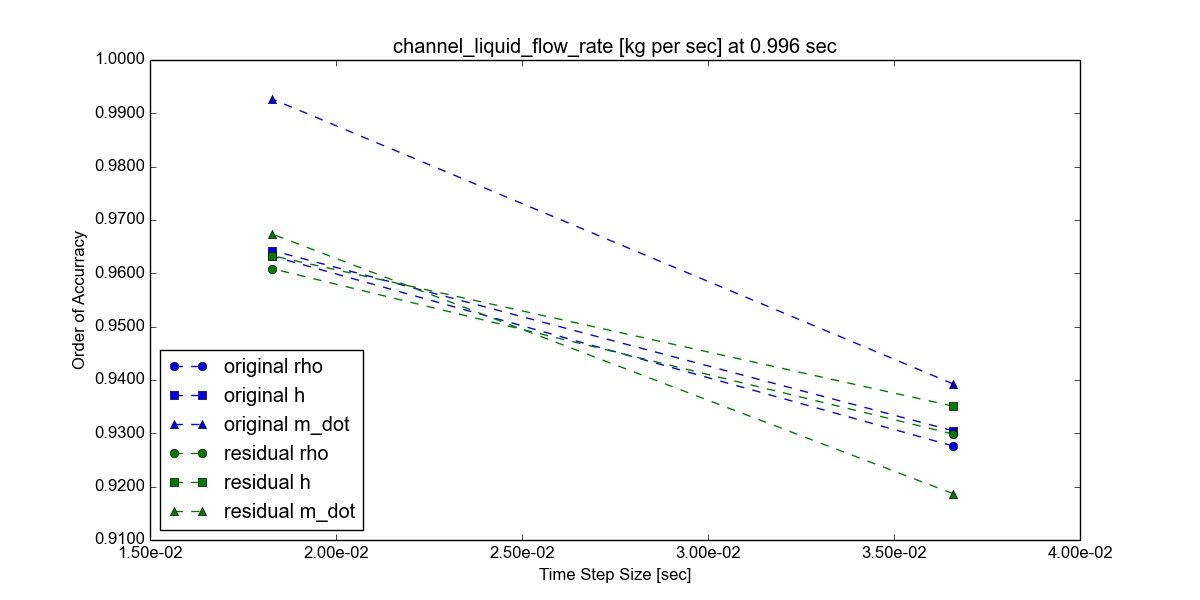 channel_liquid_flow_rate [kg per sec] at 0.996 sec
1.0000
0.9900
0.9800
0.9700
0.9600
0.9500
0.9400
0.9300
0.9200
0.9100
Order of Accurracy
original rho
original h
original m_dot
residual rho
residual h
residual m_dot
1.50e-02 2.00e-02 2.50e-02 3.00e-02 3.50e-02 4.00e-02
Time Step Size [sec]